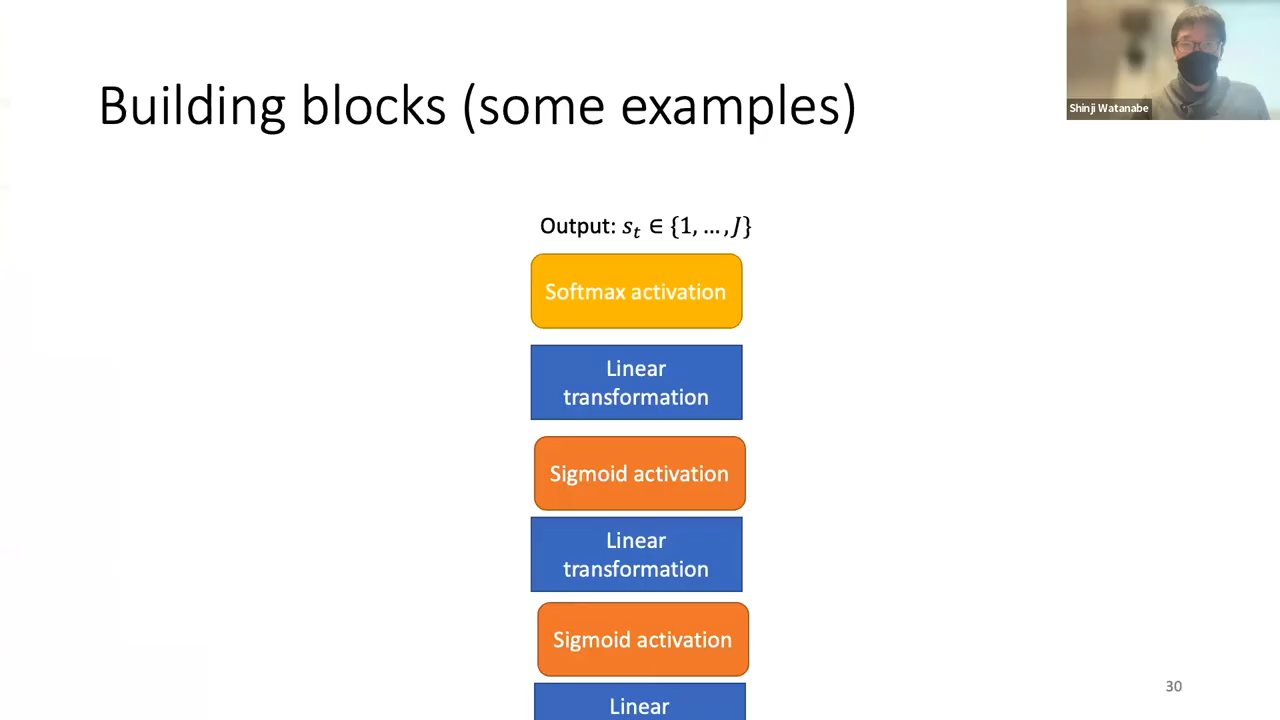 Shinji Watanabe
Building blocks (some examples)
Output: sₜ ∈ {1, … , J}
Softmax activation
Linear
transformation
Sigmoid activation
Linear
transformation
Sigmoid activation
Linear
30